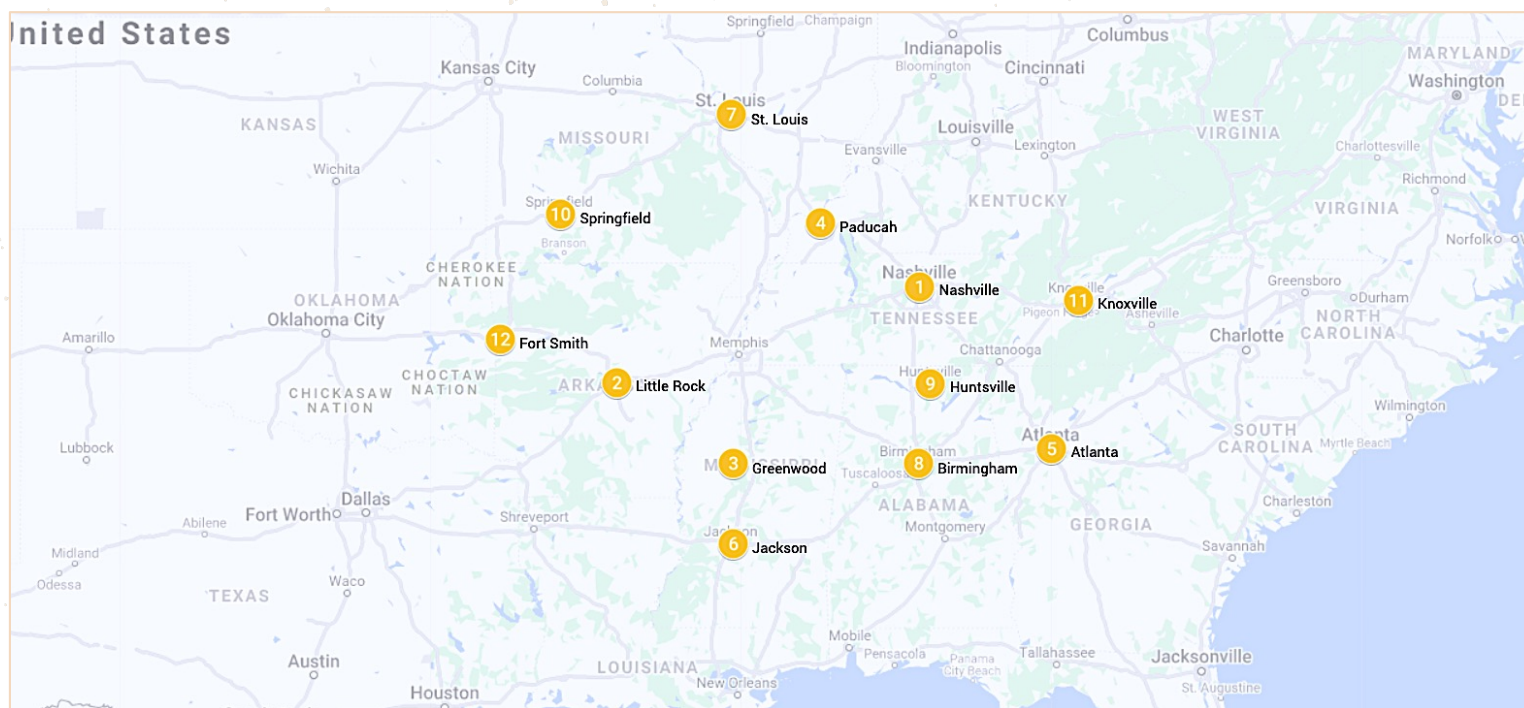 United States
Springfield
Champaign
Indianapolis
Bloomington
Columbus
Cincinnati
MARYLAND
Washington
Kansas City
Columbia
St. Louis
7
St. Louis
KANSAS
MISSOURI
Louisville
Evansville
Lexington
WEST
VIRGINIA
Charlottesville
Wichita
Richmond
KENTUCKY
VIRGINIA
Springfield
10
Springfield
4
Paducah
Branson
Norfolk
CHEROKEE
NATION
Nashville
1
Nashville
TENNESSEE
Knoxville
11
Knoxville
Pigeon
Asheville
Greensboro
Durham
OKLAHOMA
Oklahoma City
NORTH
CAROLINA
Charlotte
Amarillo
12
Fort Smith
Memphis
Chattanooga
CHOCTAW
NATION
CHICKASAW
NATION
2
Little Rock
Huntsville
9
Huntsville
Wilmington
Lubbock
Atlanta
5
Atlanta
SOUTH
CAROLINA
Myrtle Beach
MISSISSIPPI
3
Greenwood
Birmingham
8
Birmingham
Tuscaloosa
ALABAMA
Dallas
Fort Worth
Abilene
Shreveport
Jackson
6
Jackson
Montgomery
GEORGIA
Charleston
Savannah
Midland
Odessa
Waco
TEXAS
Mobile
Pensacola
Panama
City Beach
Tallahassee
Jacksonville
St. Augustine
Austin
LOUISIANA
New Orleans
Houston